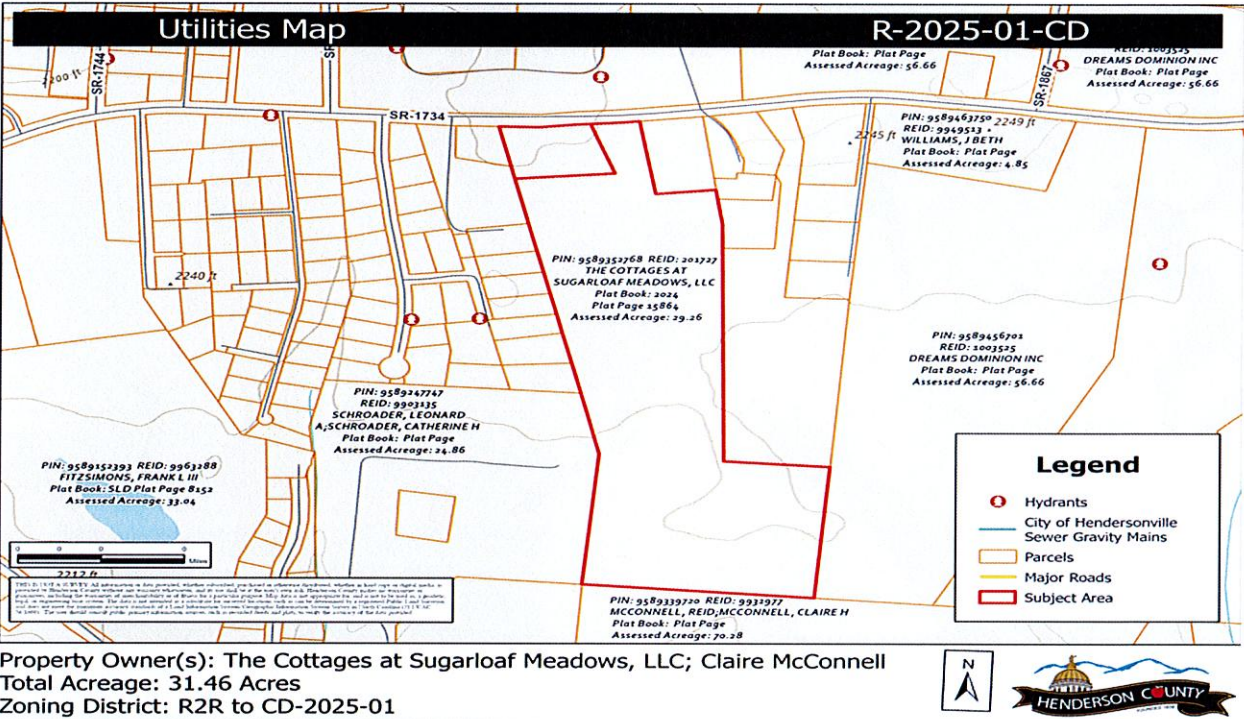 Utilities Map
R-2025-01-CD
SR-1744
2200 ft
SR-1734
Plat Book: Plat Page
Assessed Acreage: 56.66
REID: 1003525
DREAMS DOMINION INC
Plat Book: Plat Page
Assessed Acreage: 56.66
SR-1867
PIN: 9589463750
REID: 9949513
WILLIAMS, J BETH
Plat Book: Plat Page
Assessed Acreage: 4.85
2249 ft
2245 ft
2240 ft
PIN: 9589352768 REID: 201727
THE COTTAGES AT
SUGARLOAF MEADOWS, LLC
Plat Book: 2024
Plat Page 15864
Assessed Acreage: 29.26
PIN: 9589456701
REID: 1003525
DREAMS DOMINION INC
Plat Book: Plat Page
Assessed Acreage: 56.66
PIN: 9589247747
REID: 9903135
SCHROADER, LEONARD
A;SCHROADER, CATHERINE H
Plat Book: Plat Page
Assessed Acreage: 24.86
PIN: 9589152393 REID: 9963288
FITZSIMONS, FRANK L III
Plat Book: SLD Plat Page 8152
Assessed Acreage: 33.04
Miles
2212 ft
PIN: 9589339720 REID: 9931977
MCCONNELL, REID;MCCONNELL, CLAIRE H
Plat Book: Plat Page
Assessed Acreage: 70.28
Legend
Hydrants
City of Hendersonville
Sewer Gravity Mains
Parcels
Major Roads
Subject Area
Property Owner(s): The Cottages at Sugarloaf Meadows, LLC; Claire McConnell
Total Acreage: 31.46 Acres
Zoning District: R2R to CD-2025-01
N
HENDERSON COUNTY